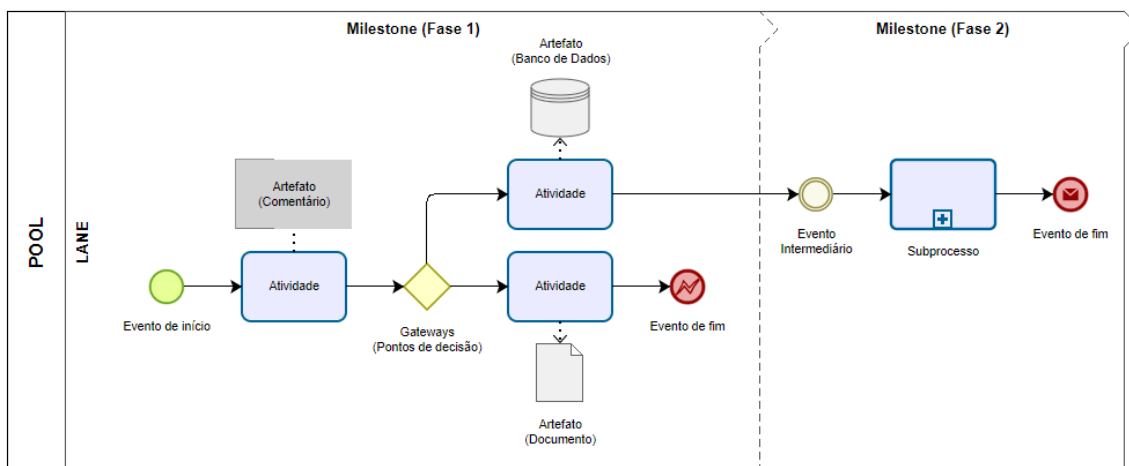 Milestone (Fase 1)
Milestone (Fase 2)
Artefato
(Banco de Dados)
POOL
LANE
Artefato
(Comentário)
Atividade
Evento
Intermediário
Subprocesso
Evento de fim
Evento de início
Atividade
Gateways
(Pontos de decisão)
Atividade
Evento de fim
Artefato
(Documento)